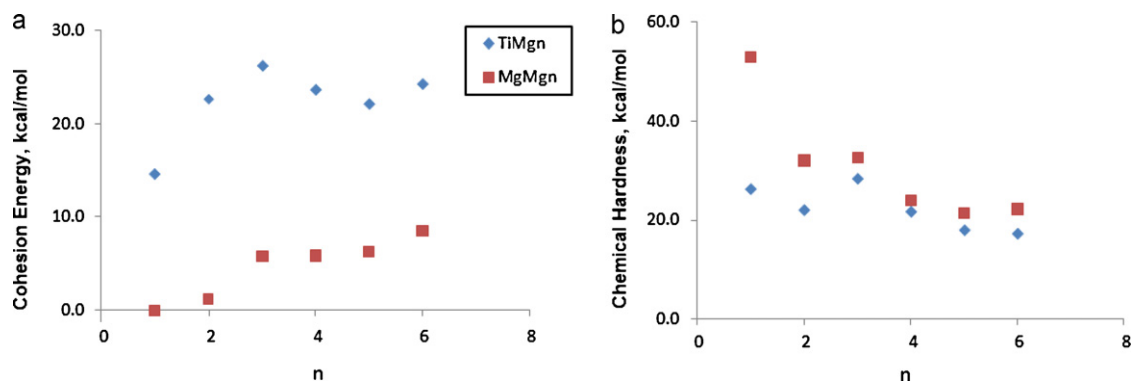 a
Cohesion Energy, kcal/mol
30.0
20.0
10.0
0.0
0 2 4 6 8
n
TiMgn
MgMgn
b
Chemical Hardness, kcal/mol
60.0
40.0
20.0
0.0
0 2 4 6 8
n